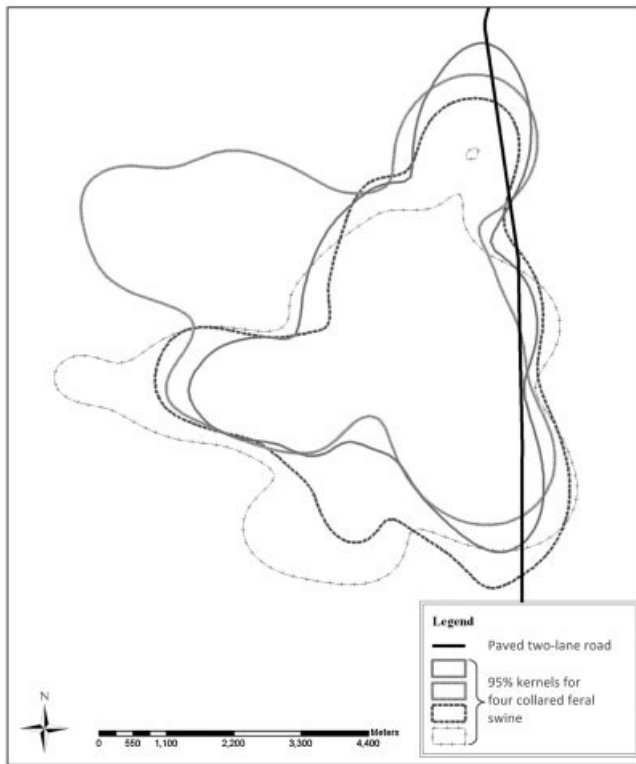 Legend
Paved two-lane road
95% kernels for
four collared feral
swine
N
Meters
0 550 1,100 2,200 3,300 4,400